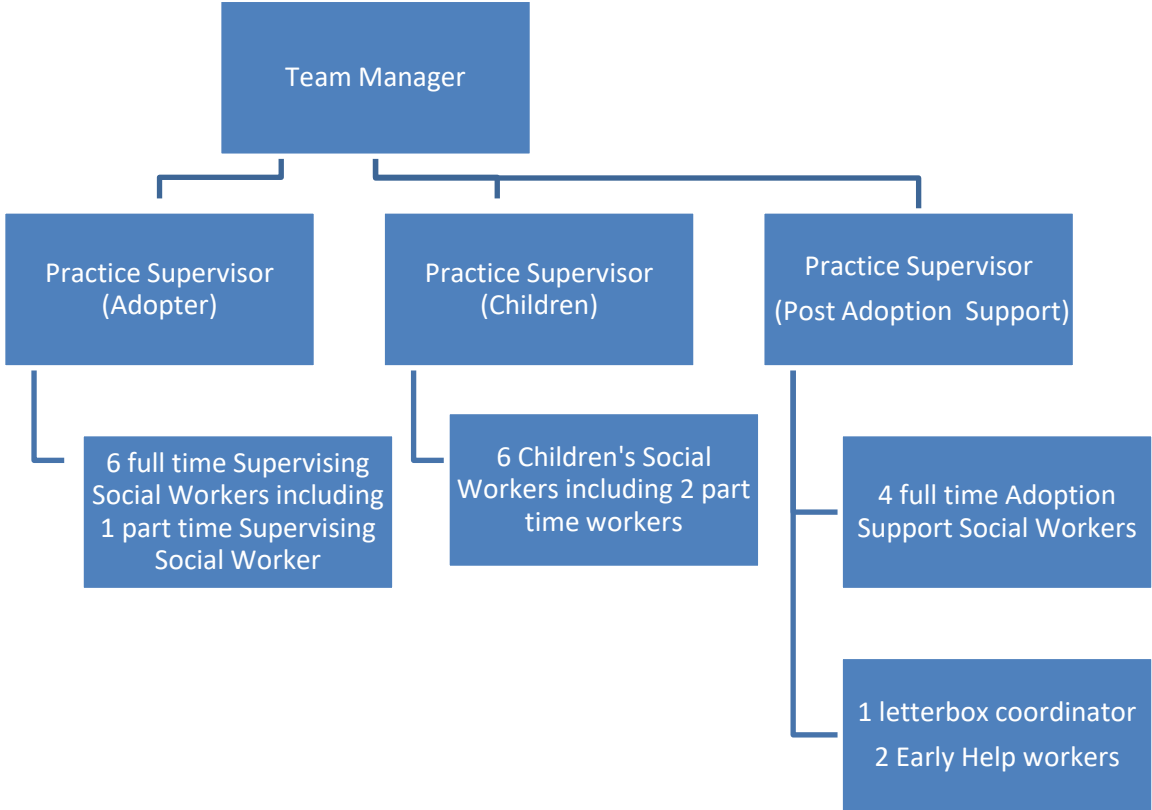 Team Manager
Practice Supervisor
(Adopter)
Practice Supervisor
(Children)
Practice Supervisor
(Post Adoption  Support)
6 full time Supervising
Social Workers including
1 part time Supervising
Social Worker
6 Children's Social
Workers including 2 part
time workers
4 full time Adoption
Support Social Workers
1 letterbox coordinator
2 Early Help workers